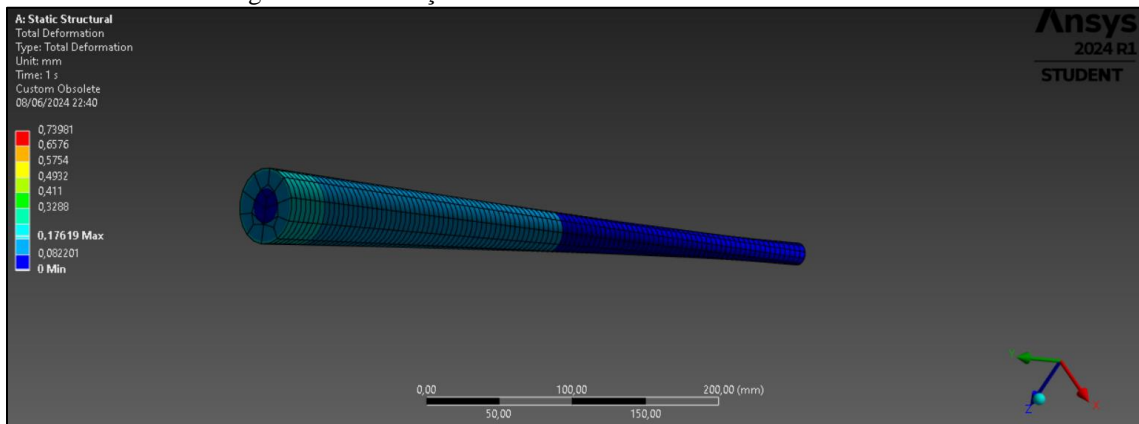 A: Static Structural
Total Deformation
Type: Total Deformation
Unit: mm
Time: 1 s
Custom Obsolete
08/06/2024 22:40
0,73981
0,6576
0,5754
0,4932
0,411
0,3288
0,17619 Max
0,082201
0 Min
Ansys
2024 R1
STUDENT
0,00 100,00 200,00 (mm)
50,00 150,00
Y
X
Z